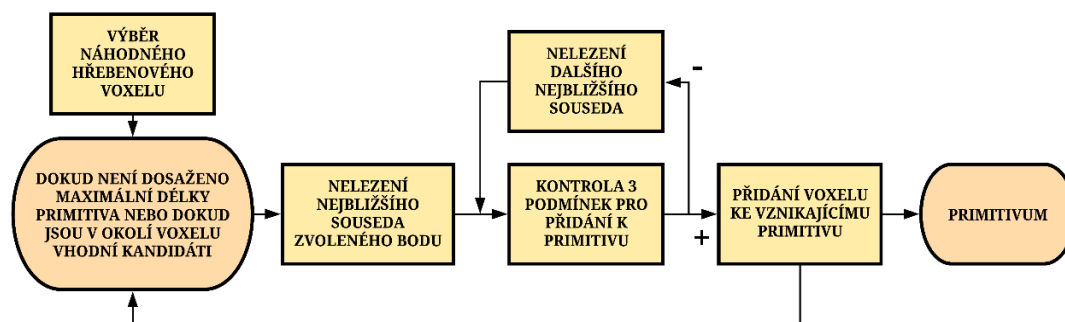 VÝBĚR
NÁHODNÉHO
HŘEBENOVÉHO
VOXELU
DOKUD NENÍ DOSAŽENO
MAXIMÁLNÍ DÉLKY
PRIMITIVA NEBO DOKUD
JSOU V OKOLÍ VOXELU
VHODNÍ KANDIDÁTI
NELEZENÍ
NEJBLIŽŠÍHO
SOUSEDA
ZVOLENÉHO BODU
NELEZENÍ
DALŠÍHO
NEJBLIŽŠÍHO
SOUSEDA
-
KONTROLA 3
PODMÍNEK PRO
PŘIDÁNÍ K
PRIMITIVU
+
PŘIDÁNÍ VOXELU
KE VZNIKAJÍCÍMU
PRIMITIVU
PRIMITIVUM